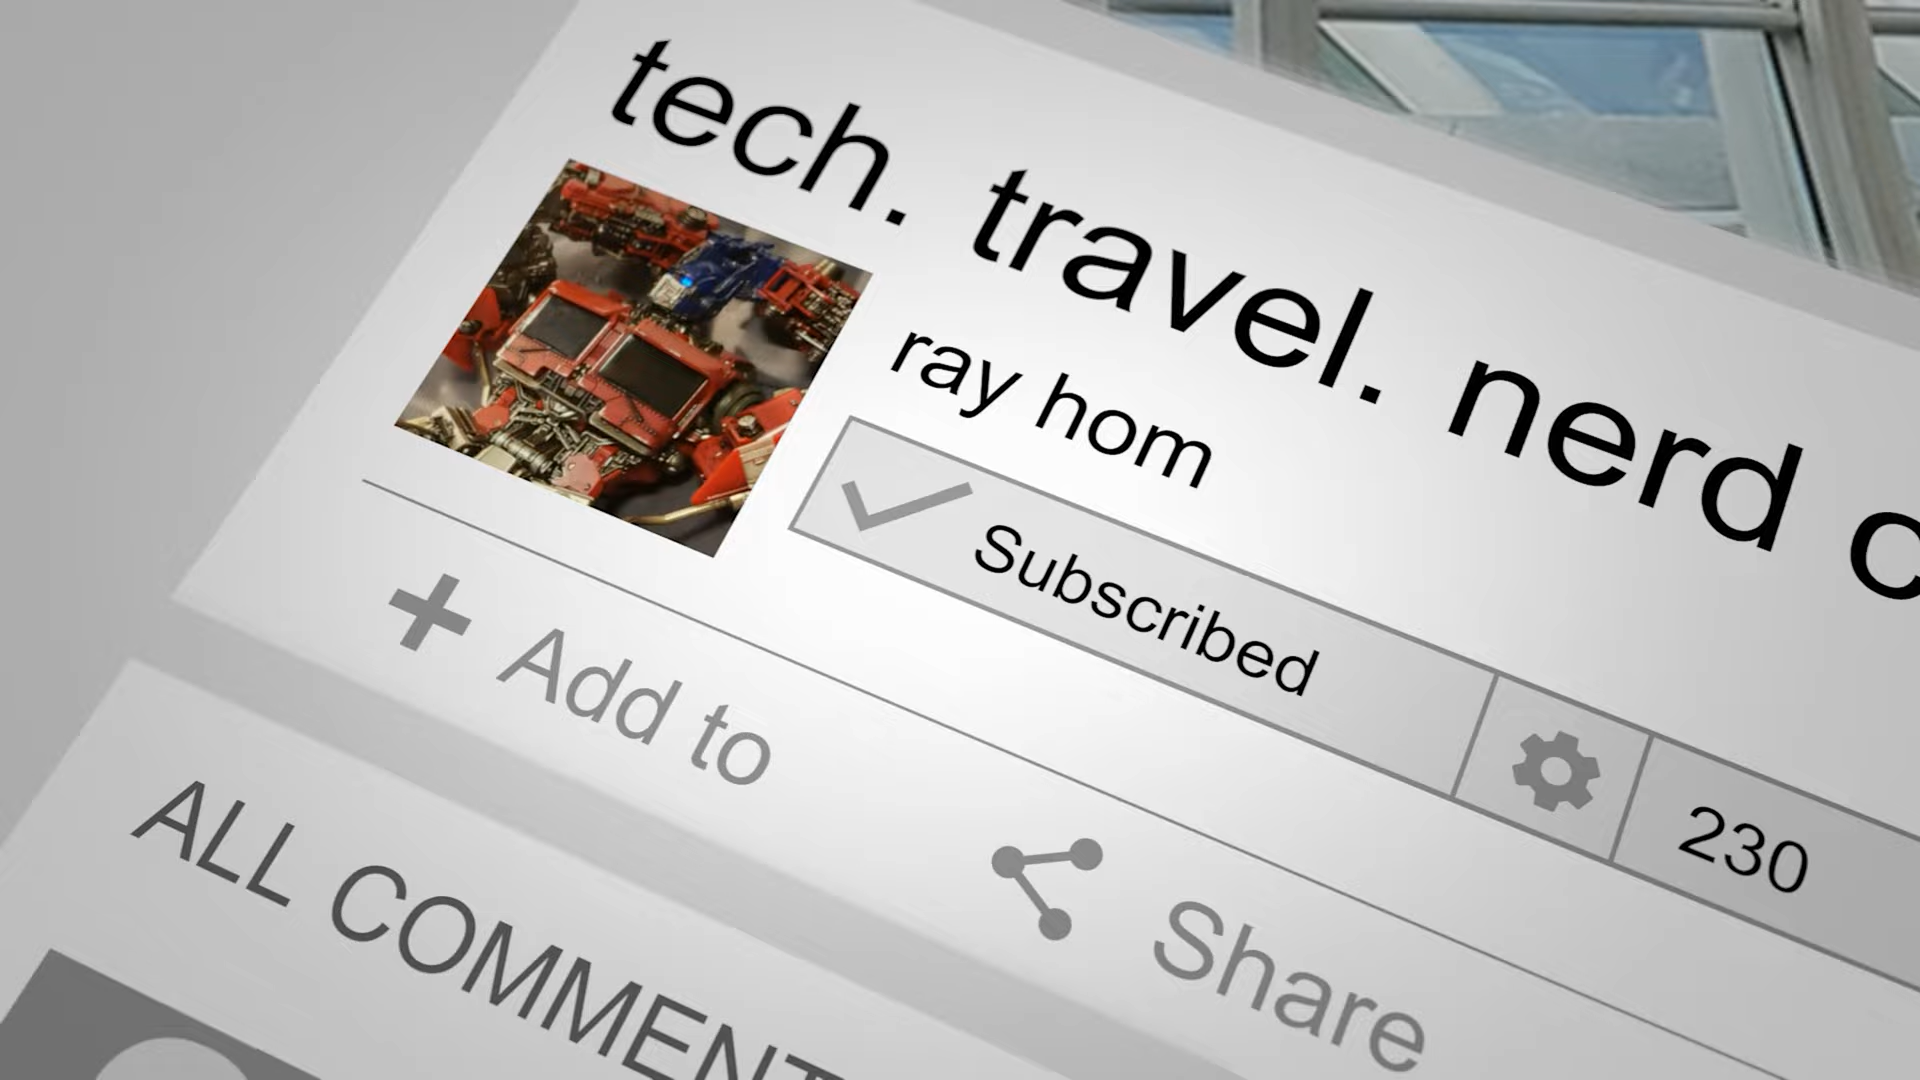 tech. travel. nerd
ray hom
Subscribed
230
Add to
Share
ALL COMMENT